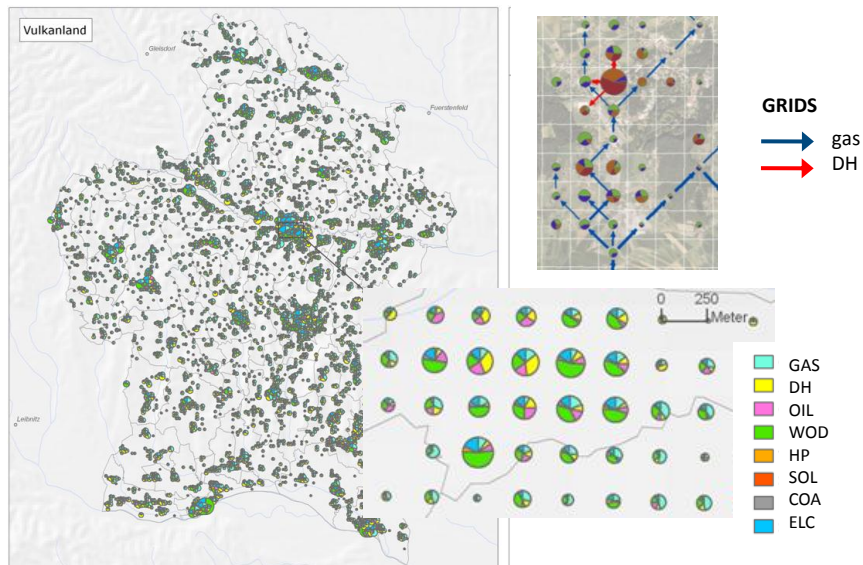 Vulkanland
Gleisdorf
Fuerstenfeld
Leibnitz
GRIDS
gas
DH
0 250
Meter
GAS
DH
OIL
WOD
HP
SOL
COA
ELC